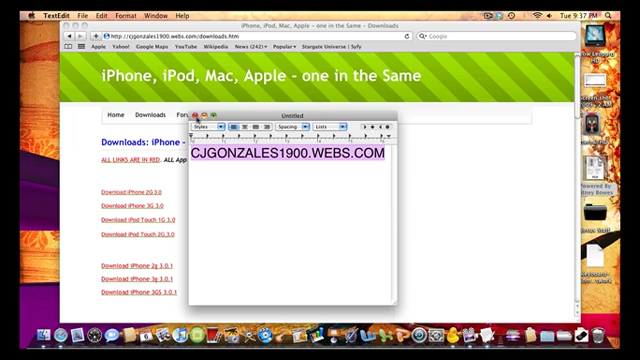 TextEdit File Edit Format Window Help Tue 9:37 PM
iPhone, iPod, Mac, Apple - one in the Same - Downloads
http://cjgonzales1900.webs.com/downloads.htm
Google
Apple Yahoo! Google Maps YouTube Wikipedia News (242) Popular Stargate Universe | Syfy
iPhone, iPod, Mac, Apple - one in the Same
Home Downloads
Untitled
Styles Spacing Lists
Downloads: iPhone -
ALL LINKS ARE IN RED. ALL
CJGONZALES1900.WEBS.COM
Download iPhone 2G 3.0
Download iPhone 3G 3.0
Download iPod Touch 1G 3.0
Download iPod Touch 2G 3.0
Download iPhone 2g 3.0.1
Download iPhone 3g 3.0.1
Download iPhone 3GS 3.0.1